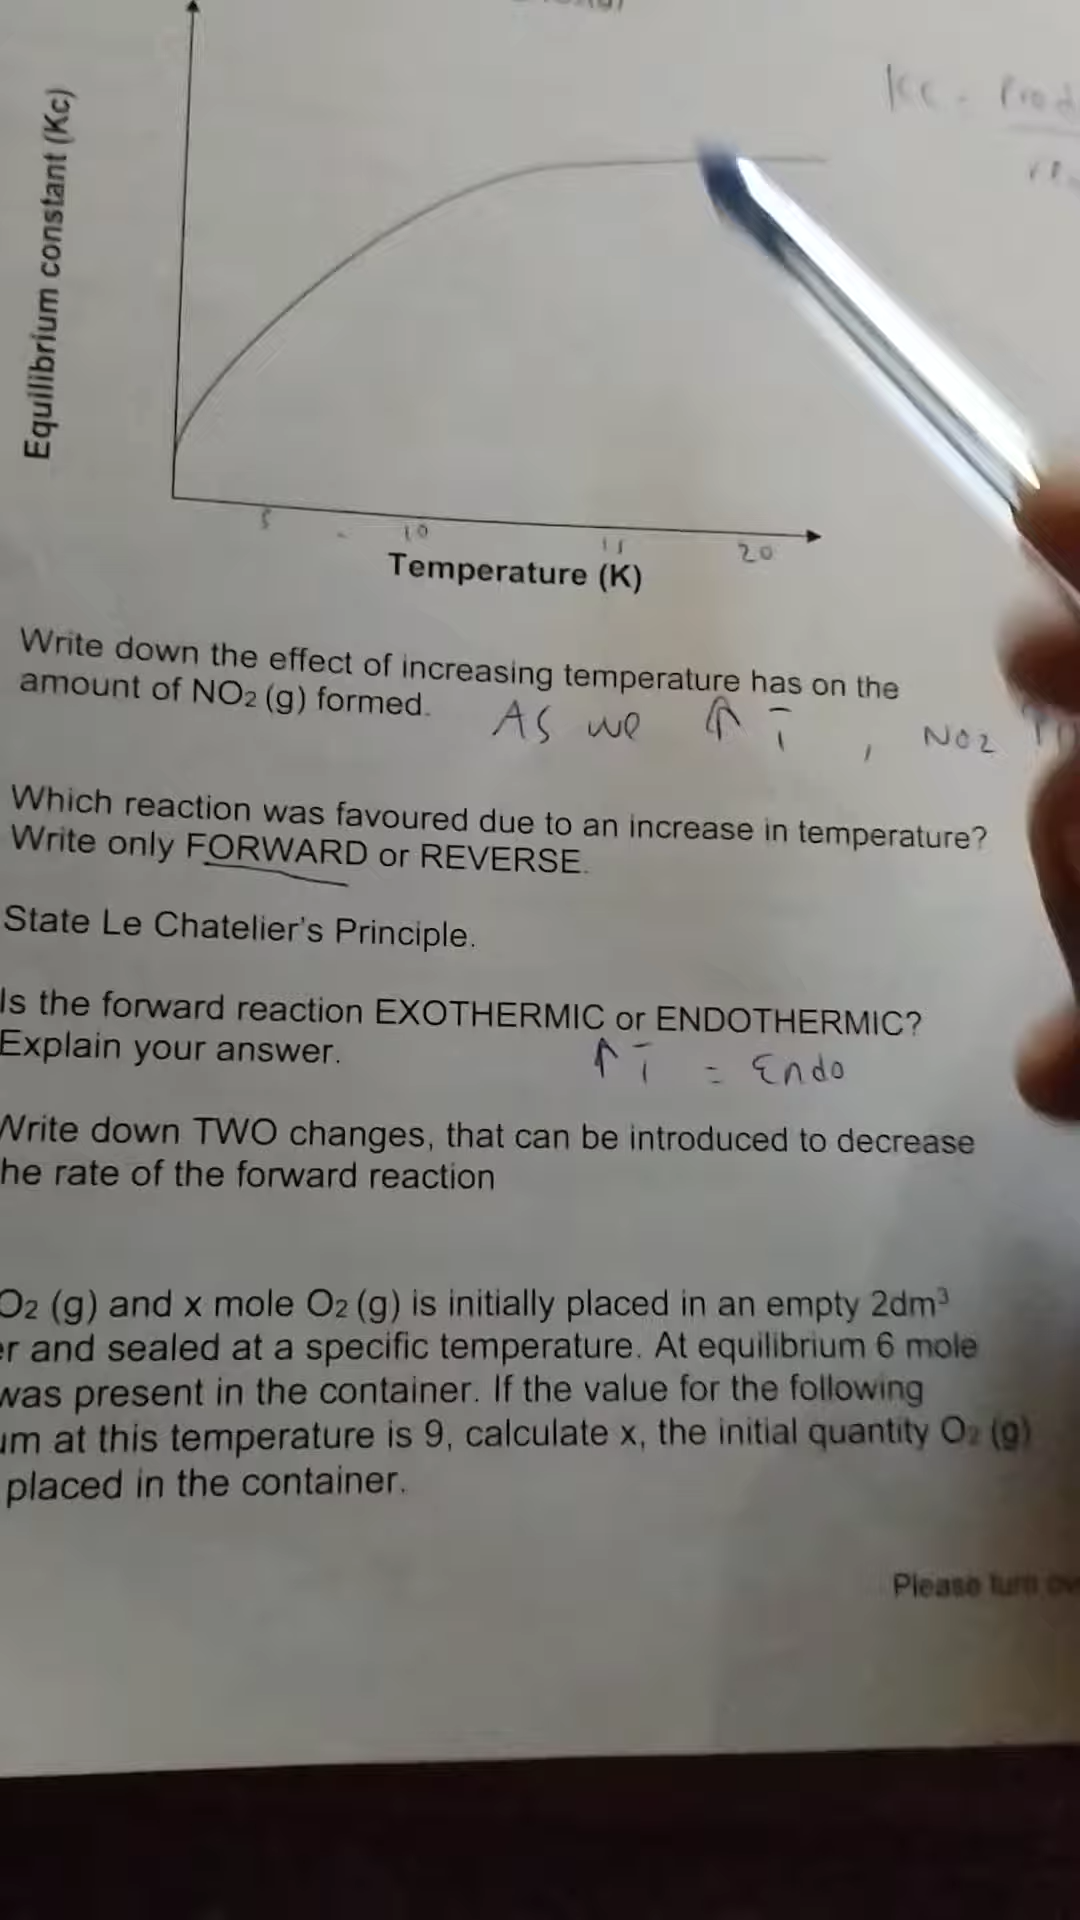 Kc = Prod
Equilibrium constant (Kc)
5 10 15 20
Temperature (K)
Write down the effect of increasing temperature has on the
amount of NO2 (g) formed.
As we ↑ T, NO2 ↑
Which reaction was favoured due to an increase in temperature?
Write only FORWARD or REVERSE.
State Le Chatelier's Principle.
Is the forward reaction EXOTHERMIC or ENDOTHERMIC?
Explain your answer.
↑ T = Endo
Write down TWO changes, that can be introduced to decrease
he rate of the forward reaction
O2 (g) and x mole O2 (g) is initially placed in an empty 2dm³
er and sealed at a specific temperature. At equilibrium 6 mole
was present in the container. If the value for the following
um at this temperature is 9, calculate x, the initial quantity O2 (g)
placed in the container.
Please turn ov